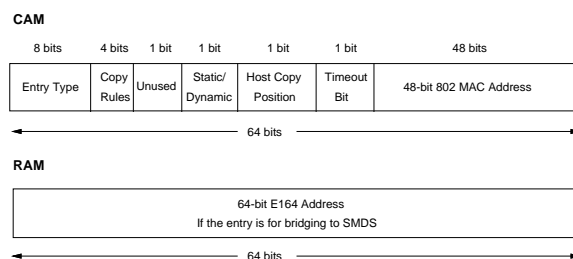 CAM
8 bits 4 bits 1 bit 1 bit 1 bit 1 bit 48 bits
Entry Type Copy Rules Unused Static/ Dynamic Host Copy Position Timeout Bit 48-bit 802 MAC Address
64 bits
RAM
64-bit E164 Address
If the entry is for bridging to SMDS
64 bits